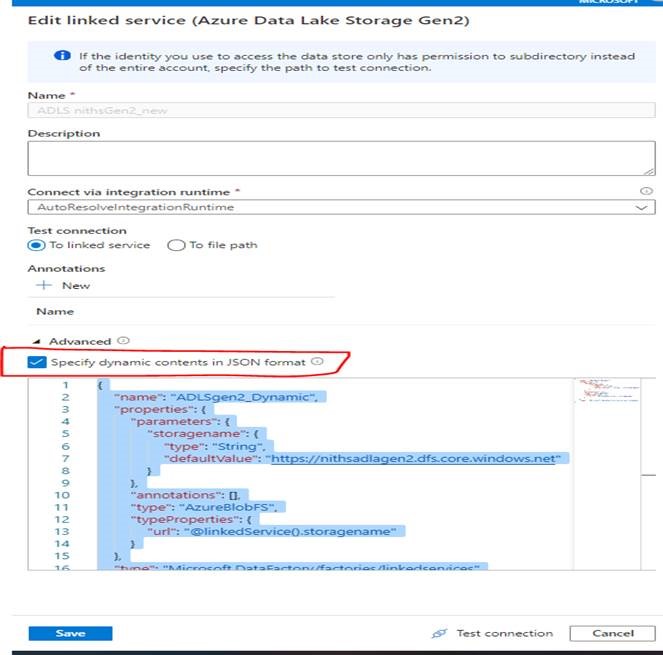 MICROSOFT
Edit linked service (Azure Data Lake Storage Gen2)
If the identity you use to access the data store only has permission to subdirectory instead
of the entire account, specify the path to test connection.
Name *
ADLS nithsGen2_new
Description
Connect via integration runtime *
AutoResolveIntegrationRuntime
Test connection
To linked service To file path
Annotations
New
Name
Advanced
Specify dynamic contents in JSON format
1 {
2 "name": "ADLSgen2_Dynamic",
3 "properties": {
4 "parameters": {
5 "storagename": {
6 "type": "String",
7 "defaultValue": "https://nithsadlagen2.dfs.core.windows.net"
8 }
9 },
10 "annotations": [],
11 "type": "AzureBlobFS",
12 "typeProperties": {
13 "url": "@linkedService().storagename"
14 }
15 },
16 "type": "Microsoft.DataFactory/factories/linkedservices"
Save Test connection Cancel